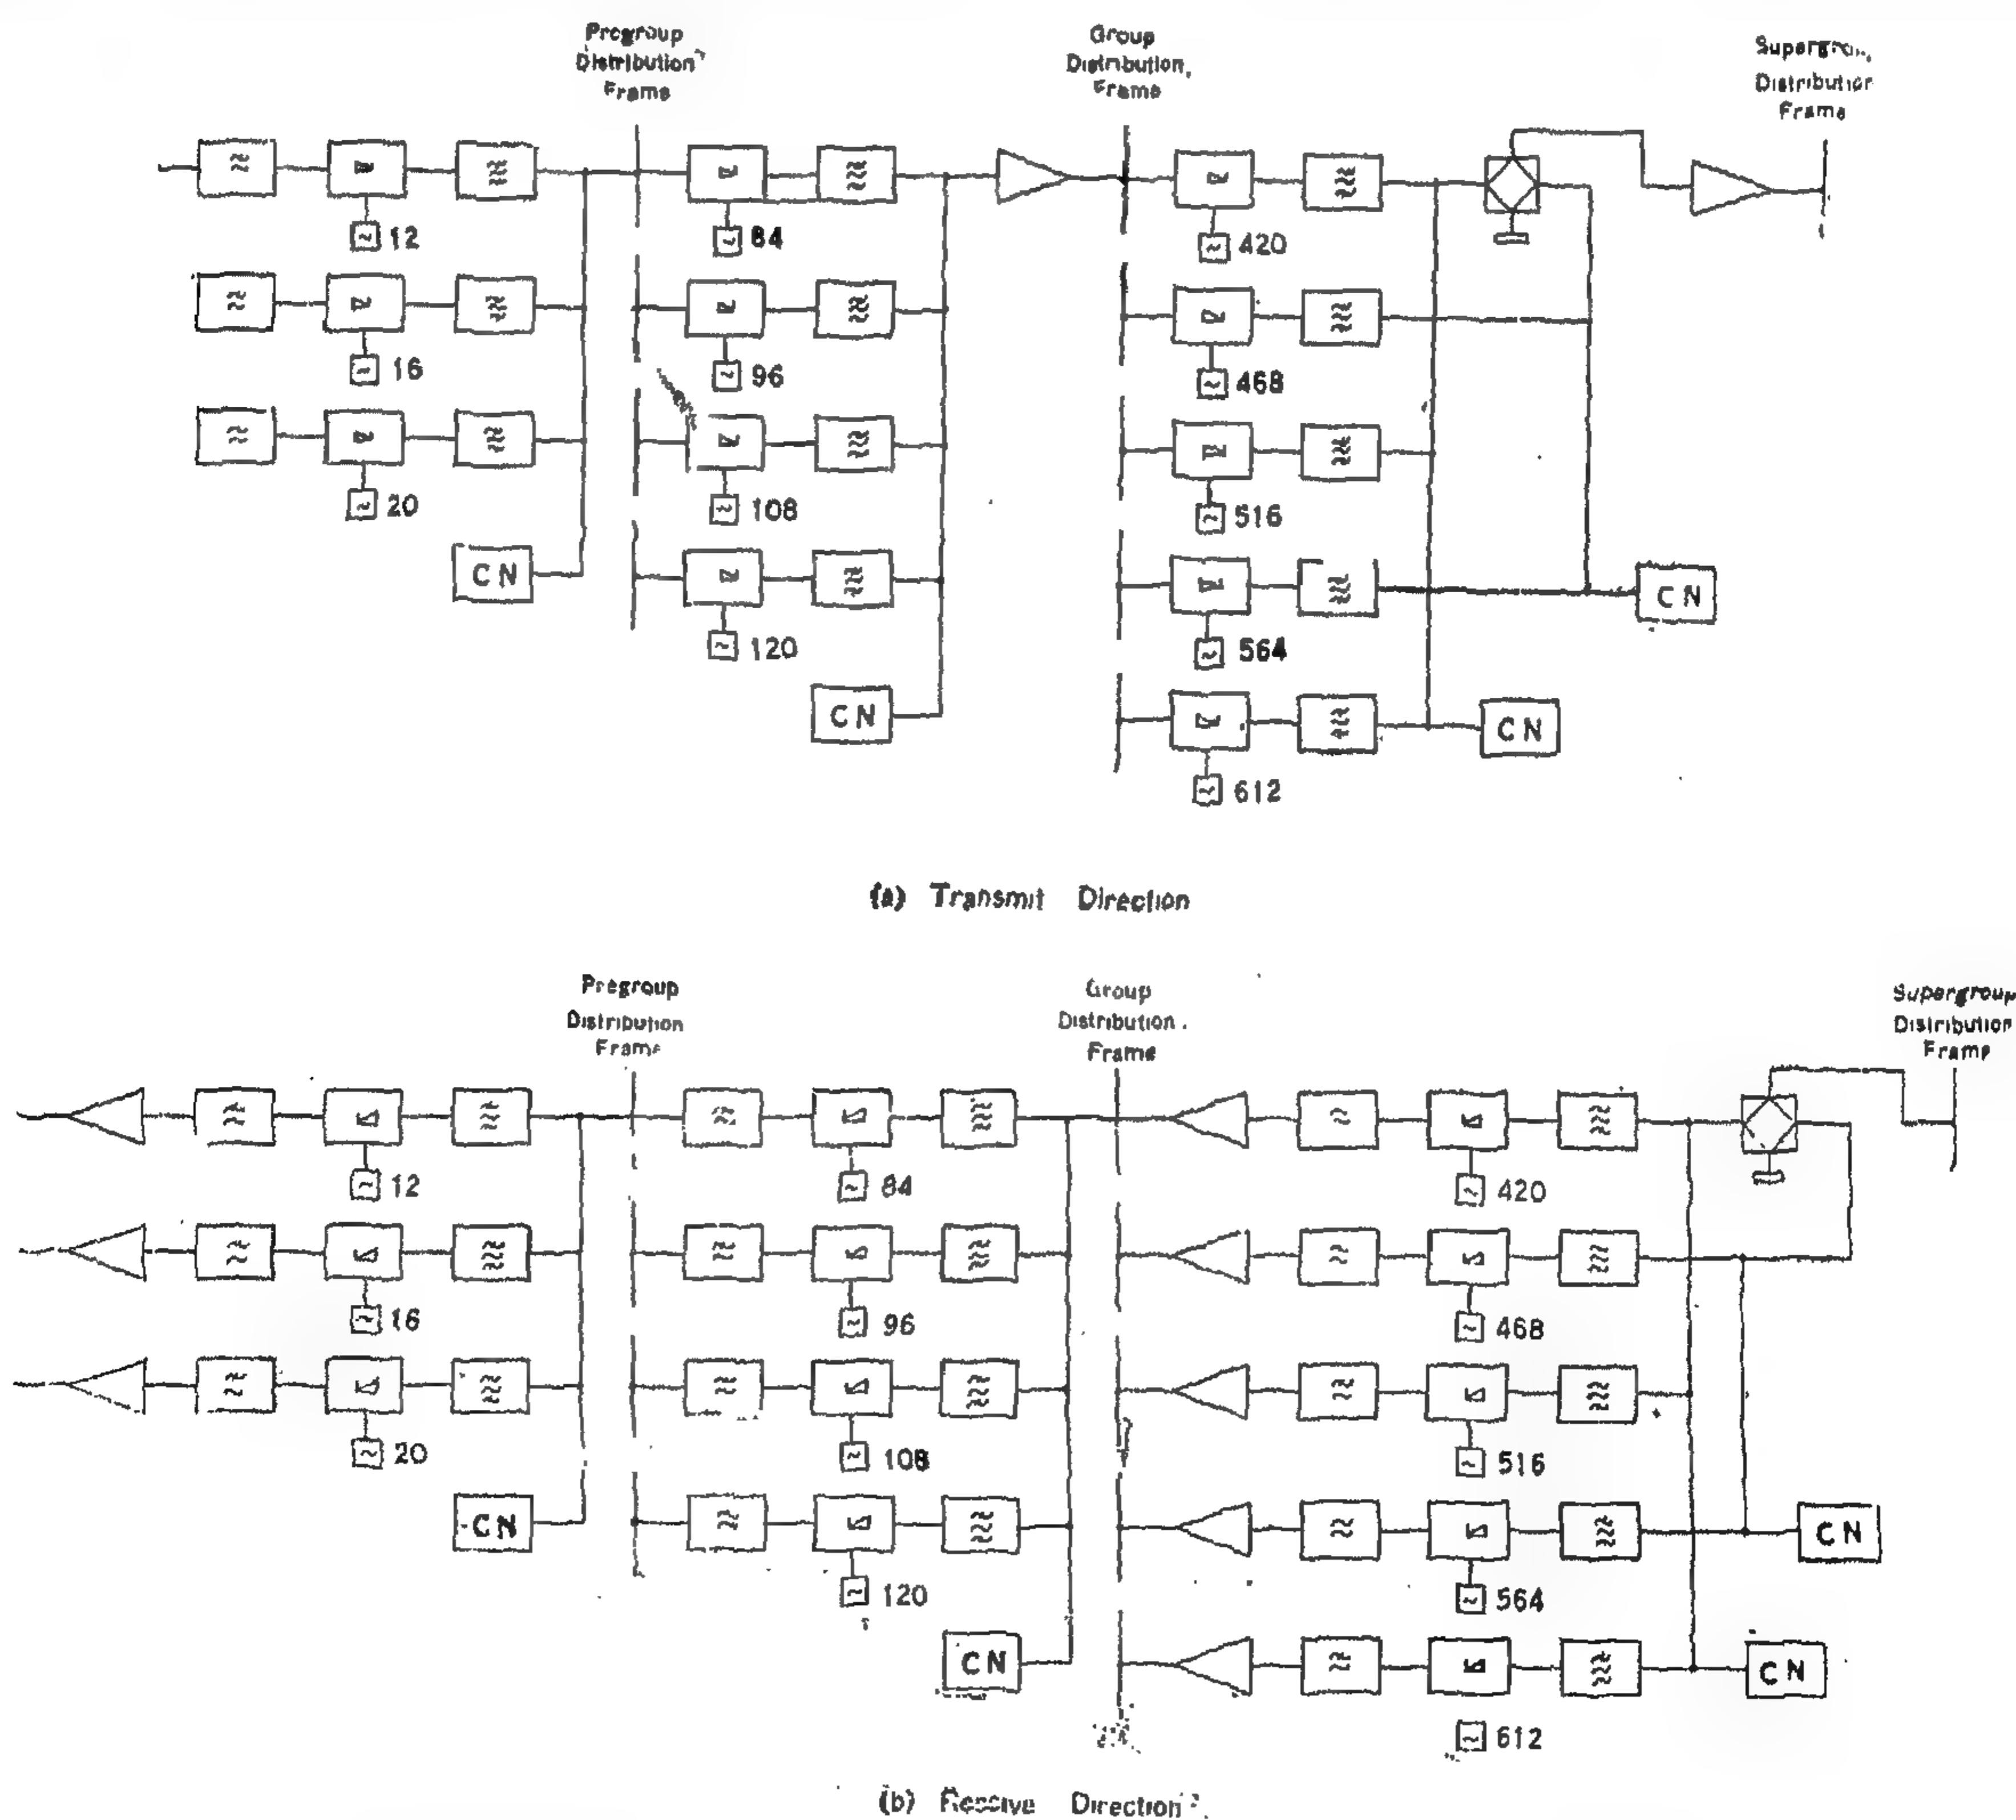 Pregroup
Distribution
Frame
Group
Distribution,
Frame
Distribution
Frame
12
84
420
16
96
468
20
108
516
CN
120
564
CN
CN
CN
612
(a) Transmit Direction
Pregroup
Distribution
Frame
Group
Distribution.
Frame
Supergroup
Distribution
Frame
12
84
420
16
96
468
20
108
516
CN
120
564
CN
CN
CN
612
(b) Direction